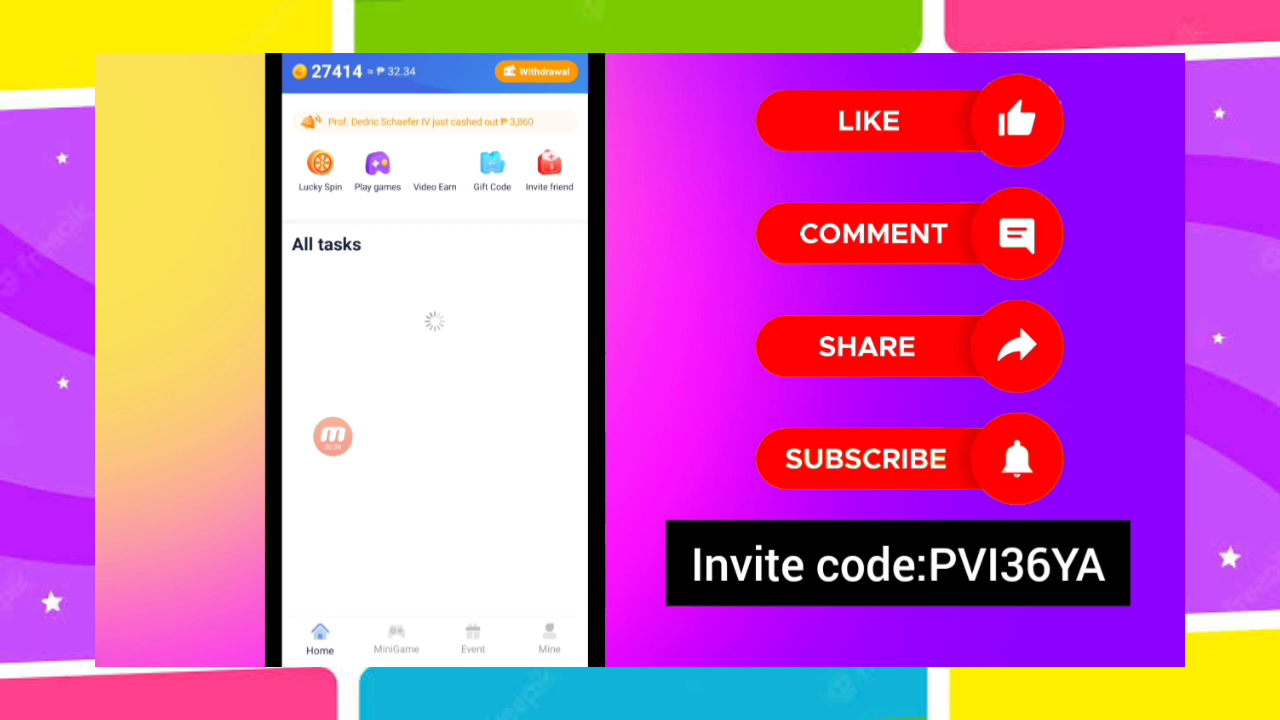 27414 ≈ ₱ 32.34
Withdrawal
Prof. Dedric Schaefer IV just cashed out ₱ 3,860
Lucky Spin
Play games
Video Earn
Gift Code
Invite friend
All tasks
Home
MiniGame
Event
Mine
LIKE
COMMENT
SHARE
SUBSCRIBE
Invite code:PVI36YA